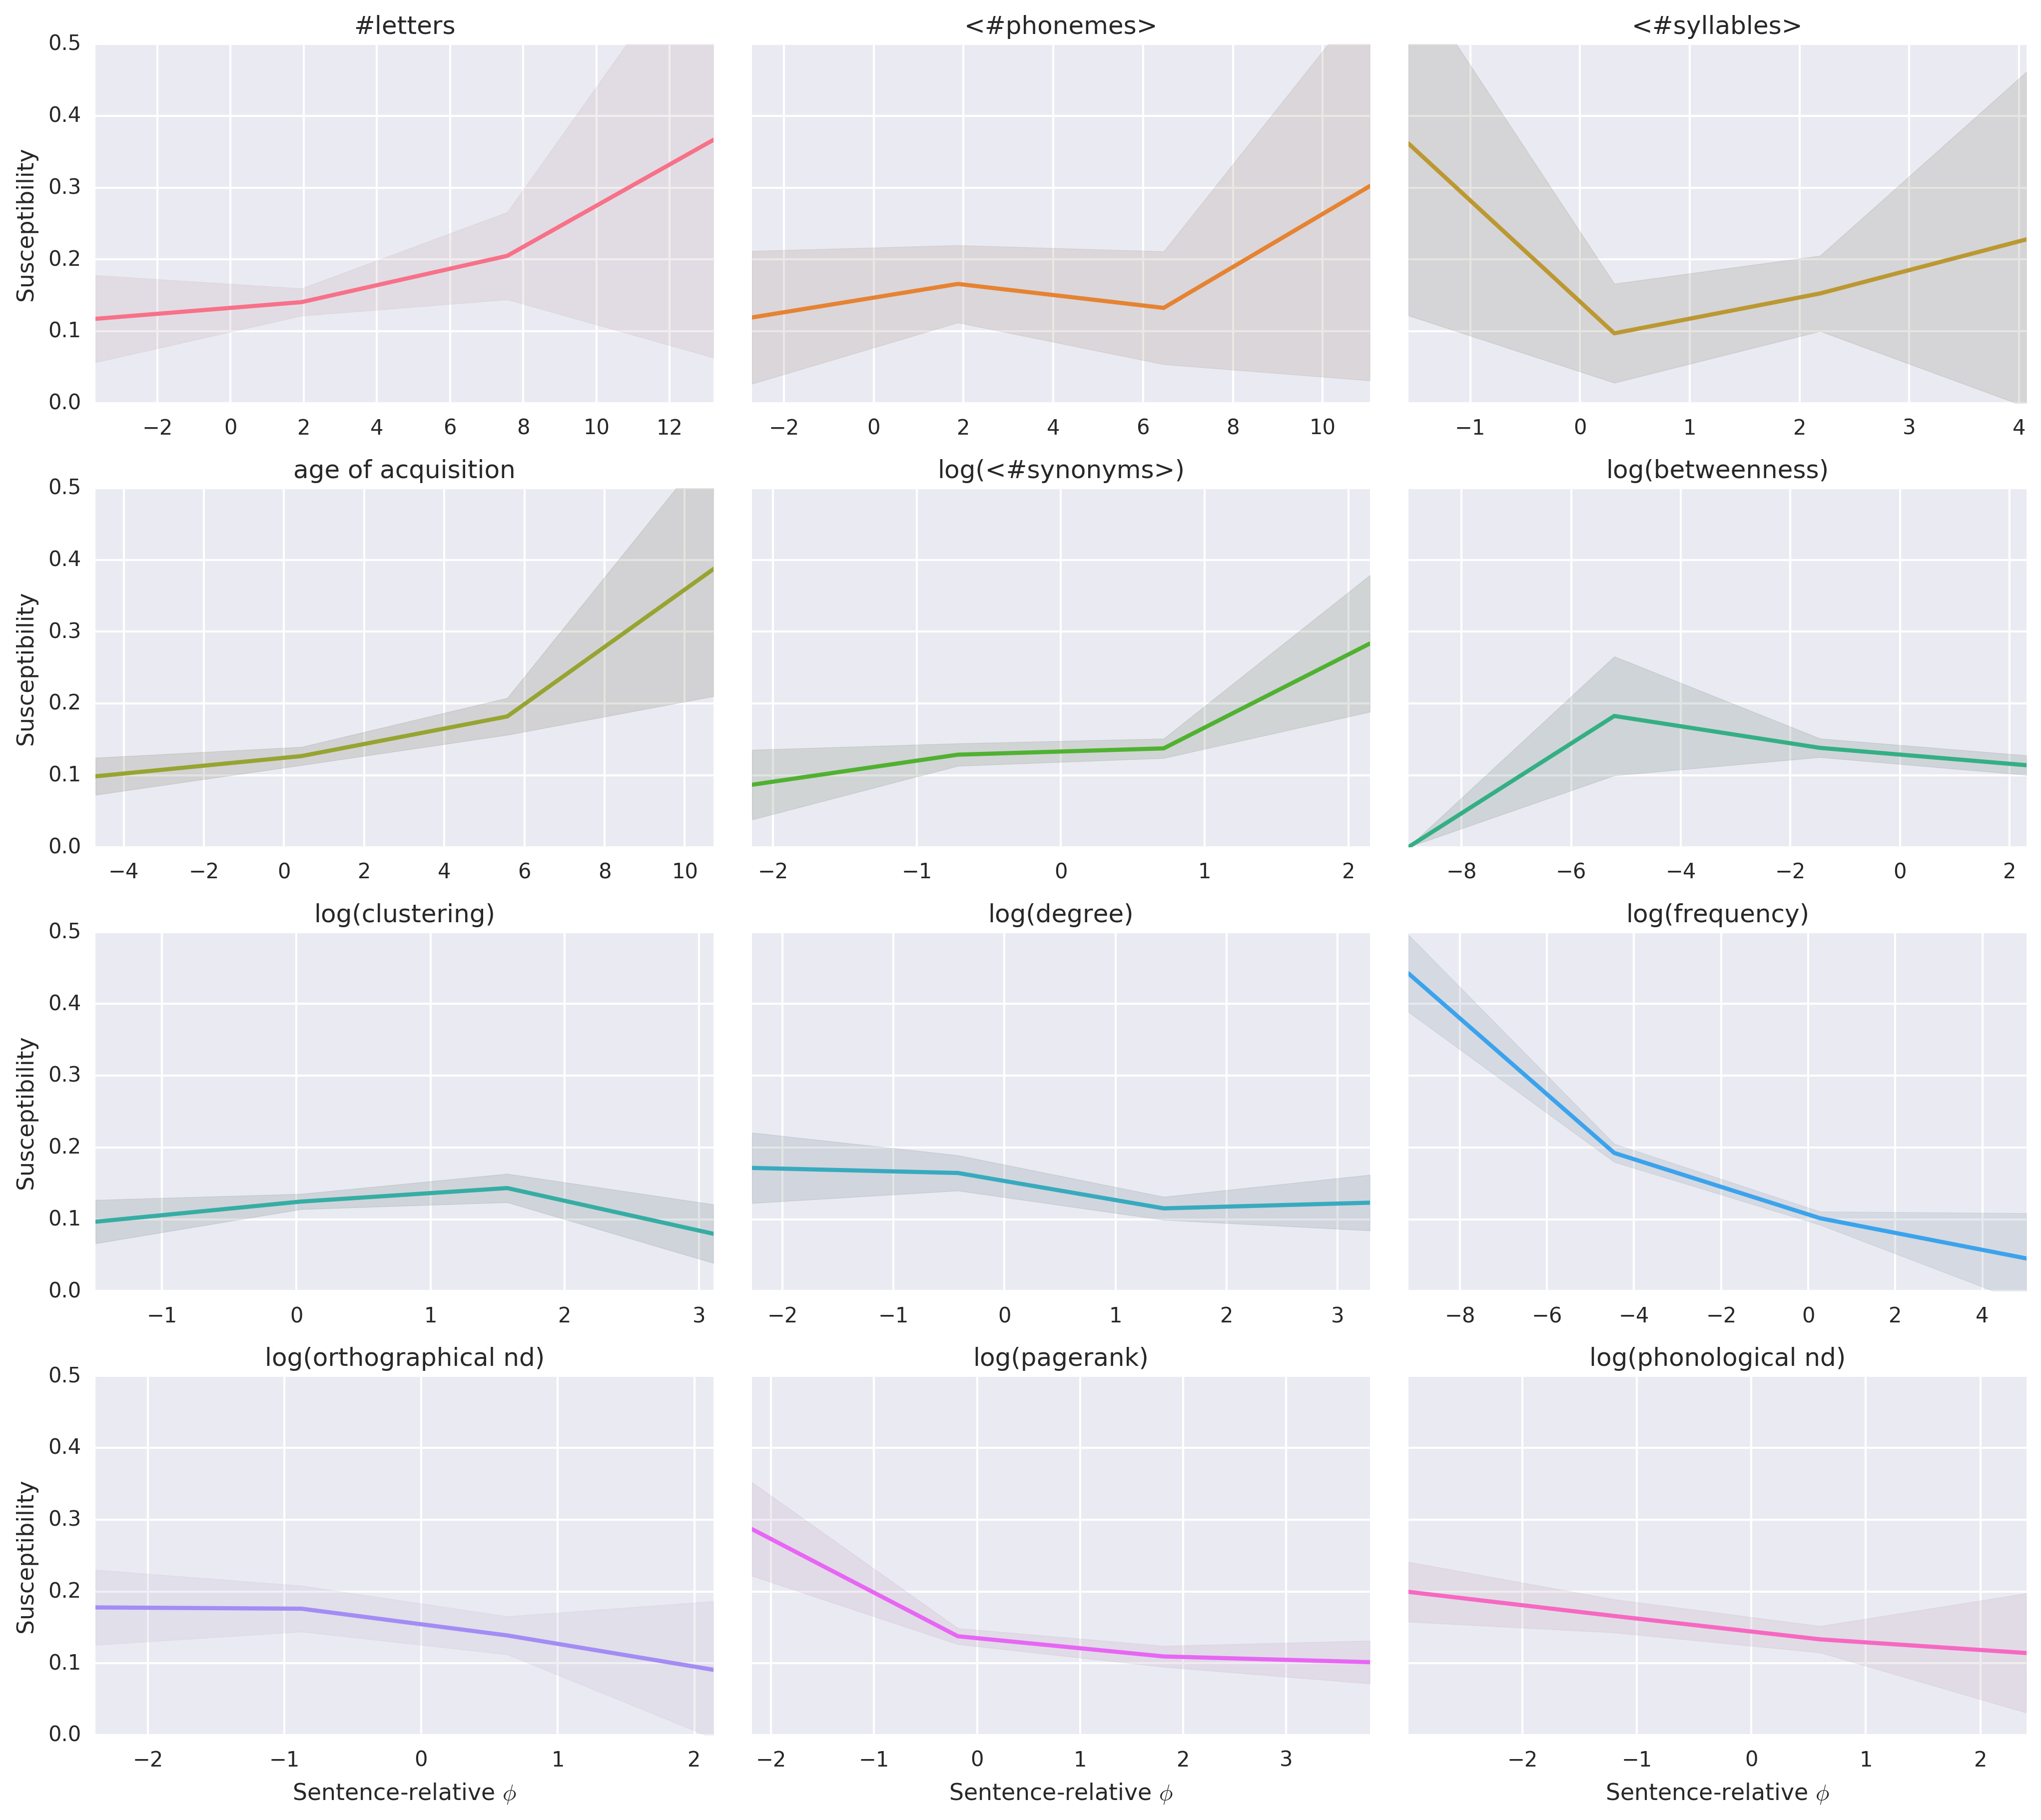 #letters <#phonemes> <#syllables>
0.5
0.4
0.3
0.2
0.1
0.0
Susceptibility
−2 0 2 4 6 8 10 12 −2 0 2 4 6 8 10 −1 0 1 2 3 4
age of acquisition log(<#synonyms>) log(betweenness)
0.5
0.4
0.3
0.2
0.1
0.0
Susceptibility
−4 −2 0 2 4 6 8 10 −2 −1 0 1 2 −8 −6 −4 −2 0 2
log(clustering) log(degree) log(frequency)
0.5
0.4
0.3
0.2
0.1
0.0
Susceptibility
−1 0 1 2 3 −2 −1 0 1 2 3 −8 −6 −4 −2 0 2 4
log(orthographical nd) log(pagerank) log(phonological nd)
0.5
0.4
0.3
0.2
0.1
0.0
Susceptibility
−2 −1 0 1 2 −2 −1 0 1 2 3 −2 −1 0 1 2
Sentence-relative ϕ Sentence-relative ϕ Sentence-relative ϕ